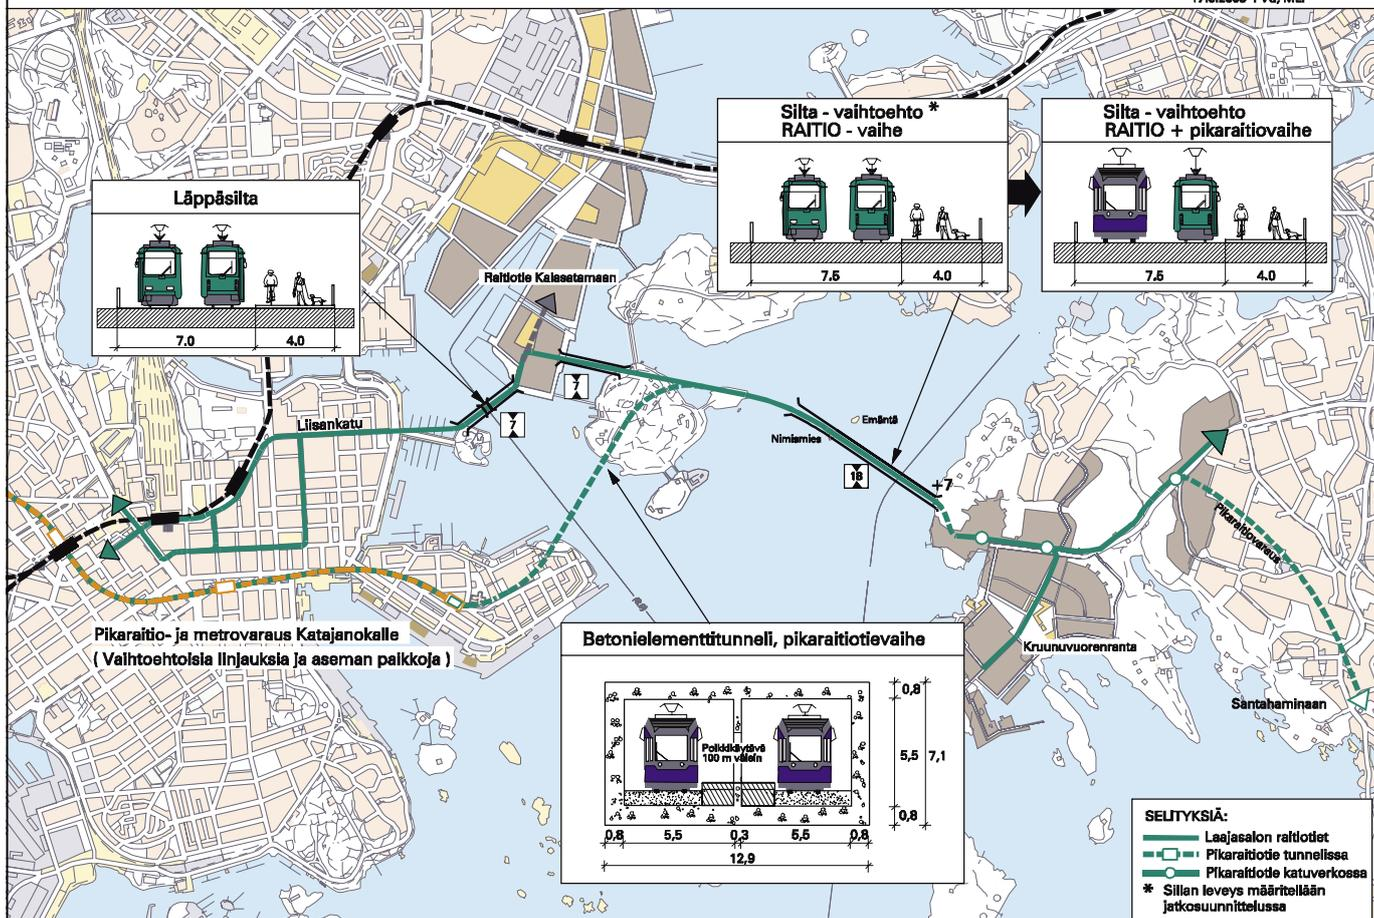 Silta - vaihtoehto *
RAITIO - vaihe
7.5
4.0
Silta - vaihtoehto
RAITIO + pikaraitiovaihe
7.5
4.0
Läppäsilta
7.0
4.0
Raitiotie Kalasatamaan
Liisankatu
7
7
Emäntä
Nimismies
18
+7
Pikaraitiovaraus
Kruunuvuorenranta
Santahaminaan
Pikaraitio- ja metrovaraus Katajanokalle
( Vaihtoehtoisia linjauksia ja aseman paikkoja )
Betonielementtitunneli, pikaraitiotievaihe
Poikkikäytävä
100 m välein
0,8
5,5
7,1
0,8
0,8
5,5
0,3
5,5
0,8
12,9
SELITYKSIÄ:
Laajasalon raitiotiet
Pikaraitiotie tunnelissa
Pikaraitiotie katuverkossa
* Sillan leveys määritellään
jatkosuunnittelussa